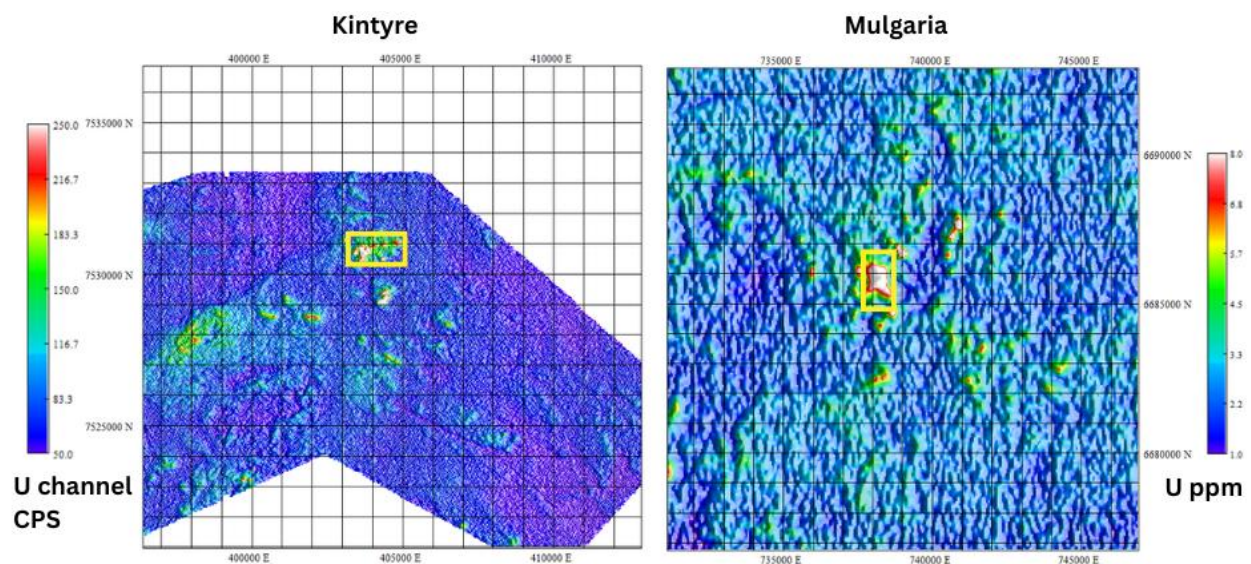 Kintyre
Mulgaria
400000 E 405000 E 410000 E
735000 E 740000 E 745000 E
250.0
216.7
183.3
150.0
116.7
83.3
50.0
7535000 N
7530000 N
7525000 N
U channel
CPS
400000 E 405000 E 410000 E
6690000 N
6685000 N
6680000 N
8.0
6.8
5.7
4.5
3.3
2.2
1.0
U ppm
735000 E 740000 E 745000 E